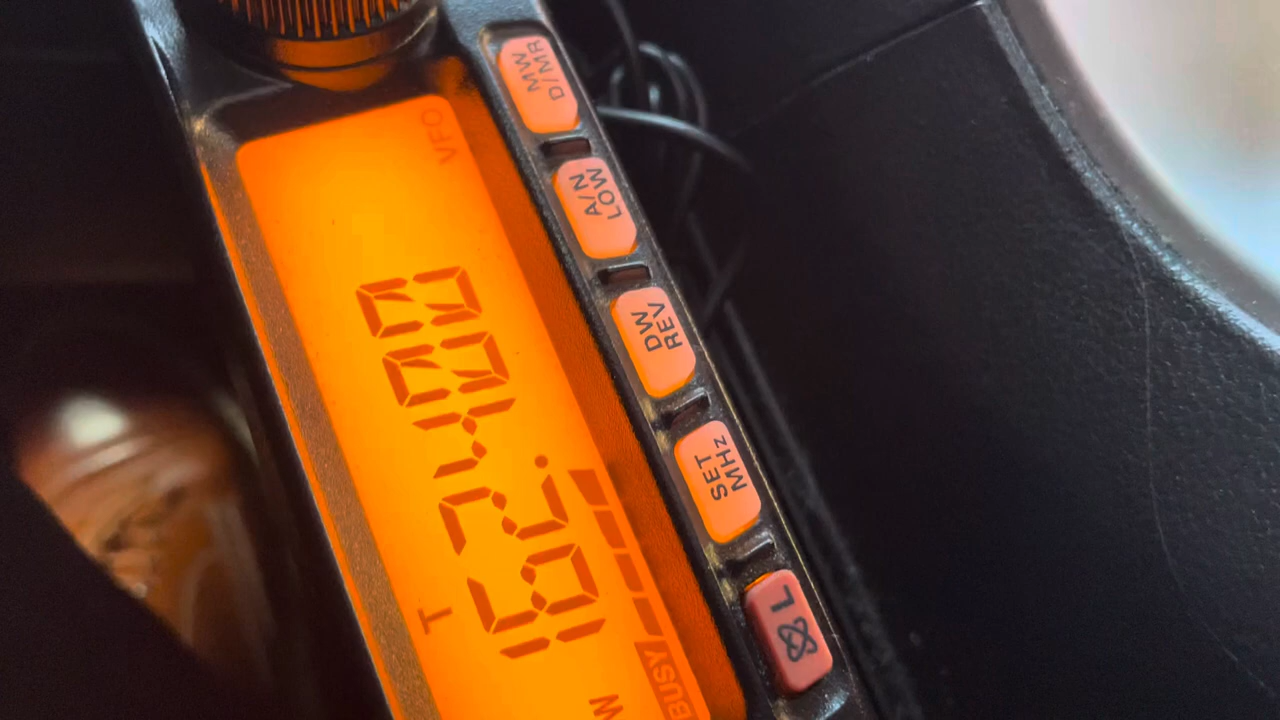 T
162.400
W
BUSY
VFO
L
SET
MHz
DW
REV
A/N
LOW
MW
D/MR